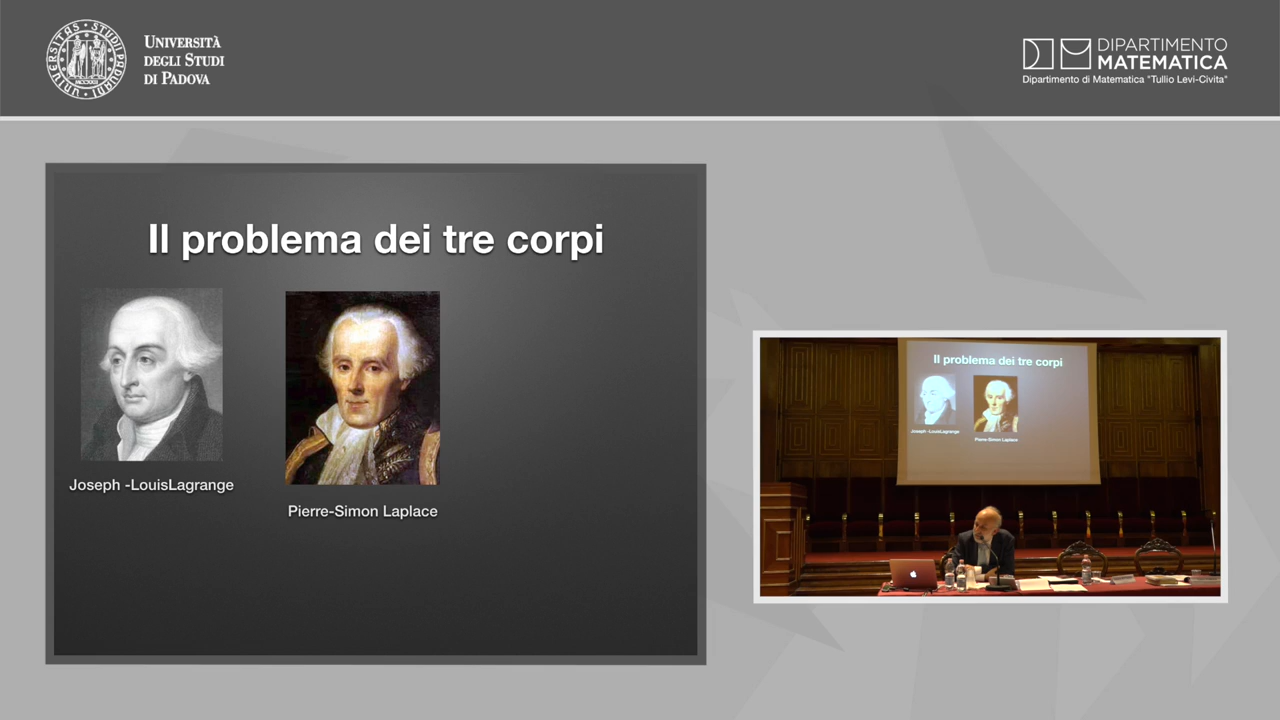 UNIVERSITÀ
DEGLI STUDI
DI PADOVA
DIPARTIMENTO
MATEMATICA
Dipartimento di Matematica "Tullio Levi-Civita"
Il problema dei tre corpi
Joseph -LouisLagrange
Pierre-Simon Laplace
Il problema dei tre corpi
Joseph -LouisLagrange
Pierre-Simon Laplace